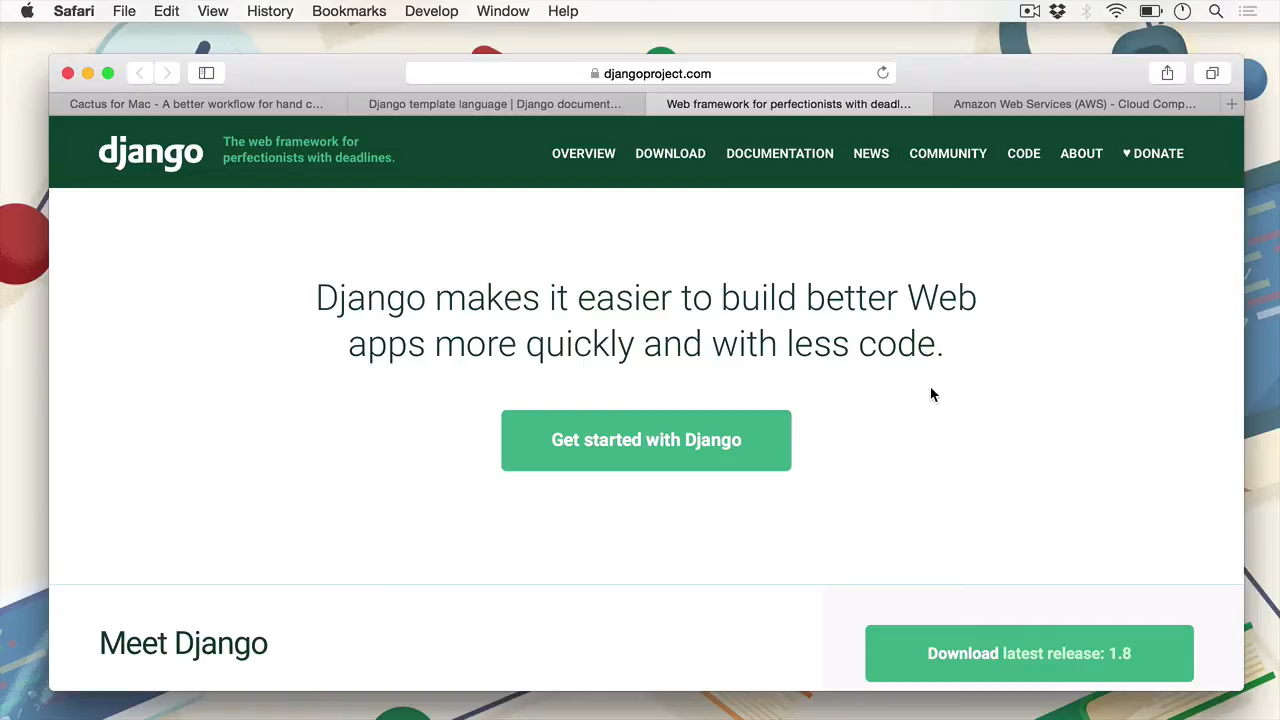 Safari File Edit View History Bookmarks Develop Window Help
djangoproject.com
Cactus for Mac - A better workflow for hand c...
Django template language | Django document...
Web framework for perfectionists with deadl...
Amazon Web Services (AWS) - Cloud Comp...
django
The web framework for
perfectionists with deadlines.
OVERVIEW DOWNLOAD DOCUMENTATION NEWS COMMUNITY CODE ABOUT ♥ DONATE
Django makes it easier to build better Web
apps more quickly and with less code.
Get started with Django
Meet Django
Download latest release: 1.8